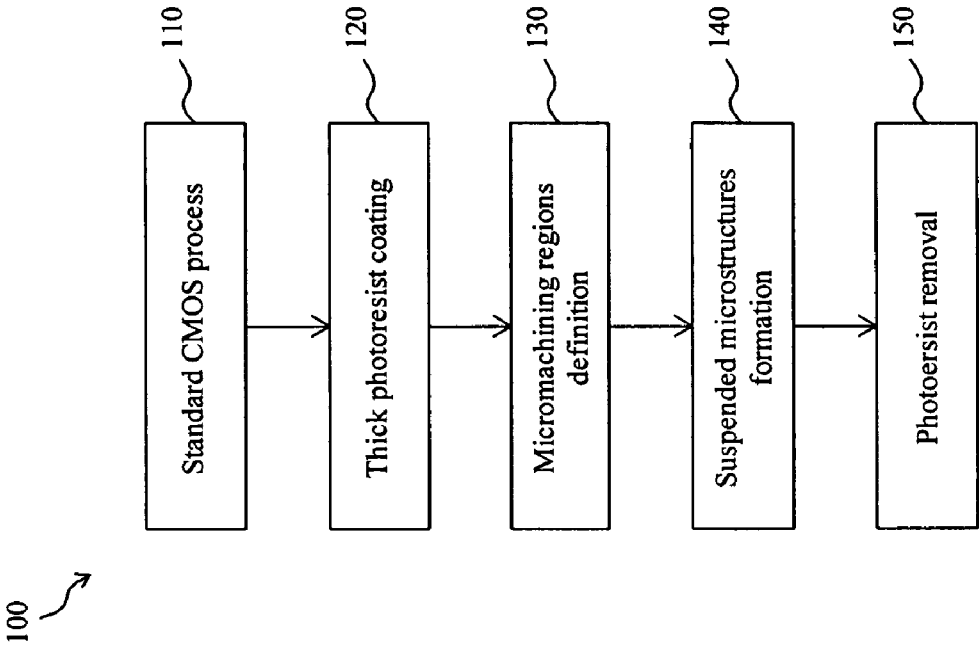 100
Standard CMOS process
110
Thick photoresist coating
120
Micromachining regions
definition
130
Suspended microstructures
formation
140
Photoersist removal
150